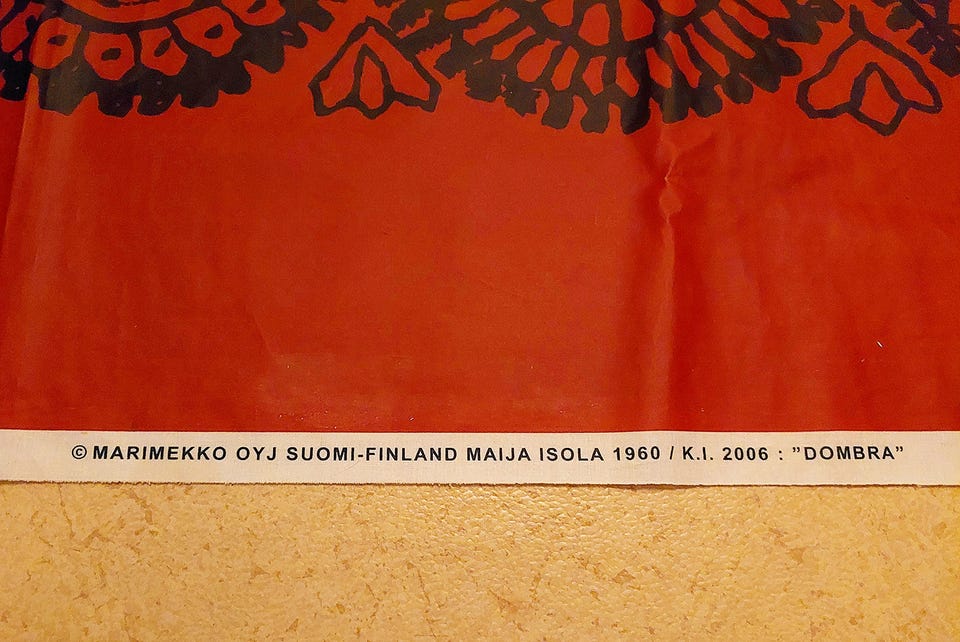 © MARIMEKKO OYJ SUOMI-FINLAND MAIJA ISOLA 1960 / K.I. 2006 : ”DOMBRA”